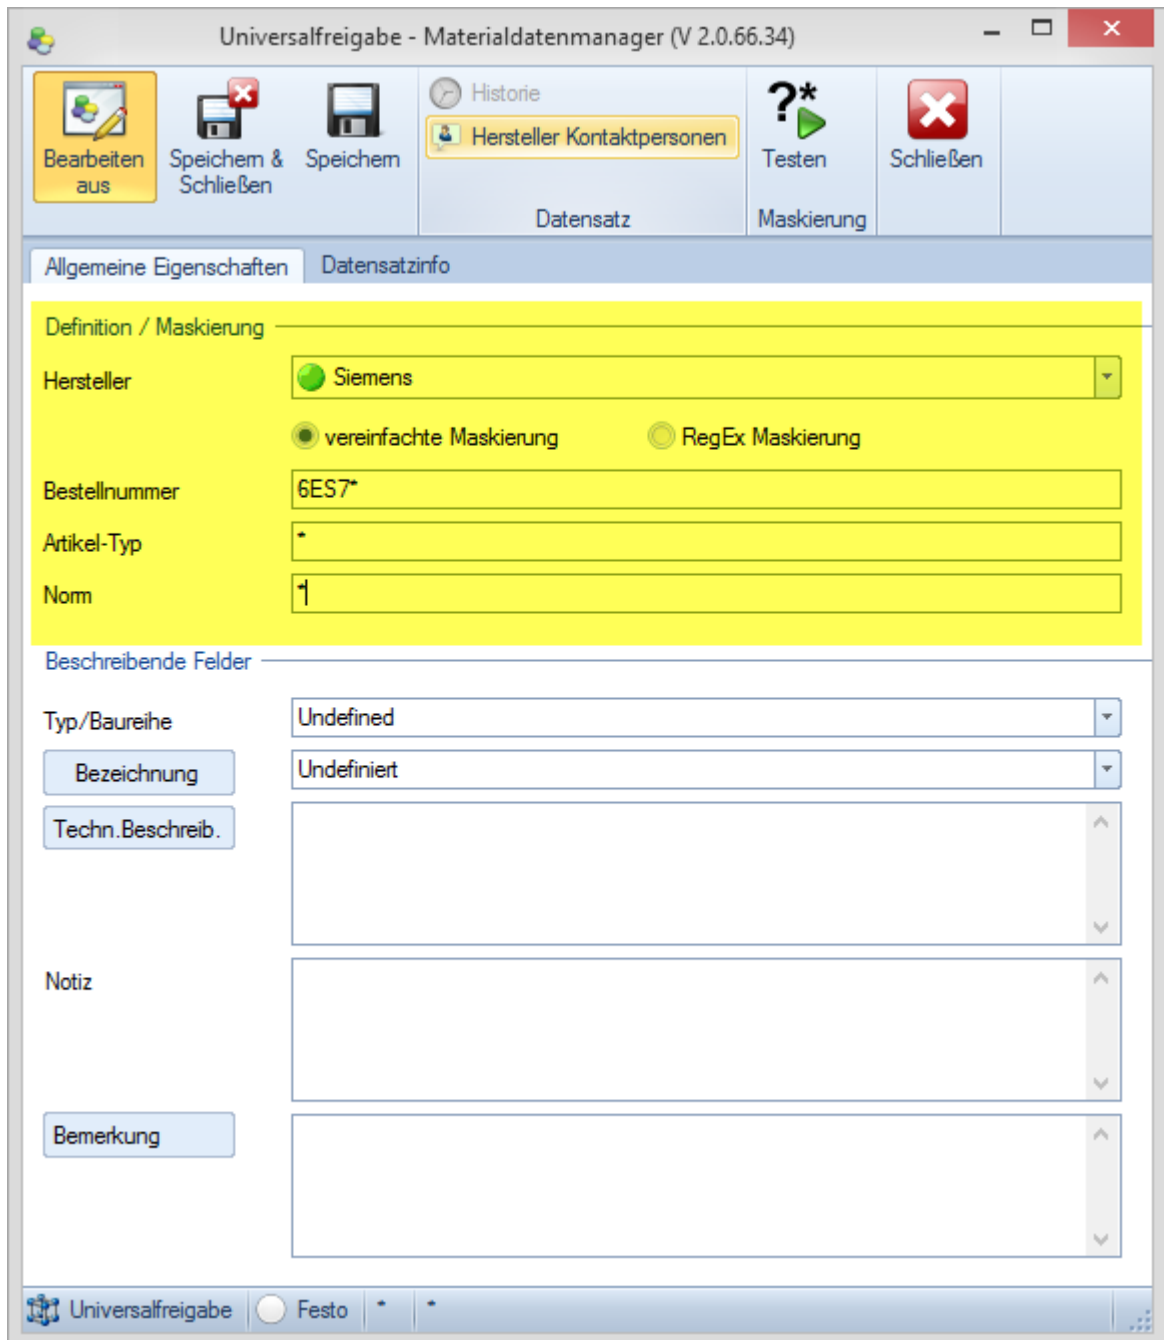 Universalfreigabe - Materialdatenmanager (V 2.0.66.34)
Bearbeiten aus
Speichern & Schließen
Speichern
Historie
Hersteller Kontaktpersonen
Datensatz
?*
Testen
Maskierung
Schließen
Allgemeine Eigenschaften
Datensatzinfo
Definition / Maskierung
Hersteller
Siemens
vereinfachte Maskierung
RegEx Maskierung
Bestellnummer
6ES7*
Artikel-Typ
*
Norm
*
Beschreibende Felder
Typ/Baureihe
Undefined
Bezeichnung
Undefiniert
Techn.Beschreib.
Notiz
Bemerkung
Universalfreigabe
Festo
*
*